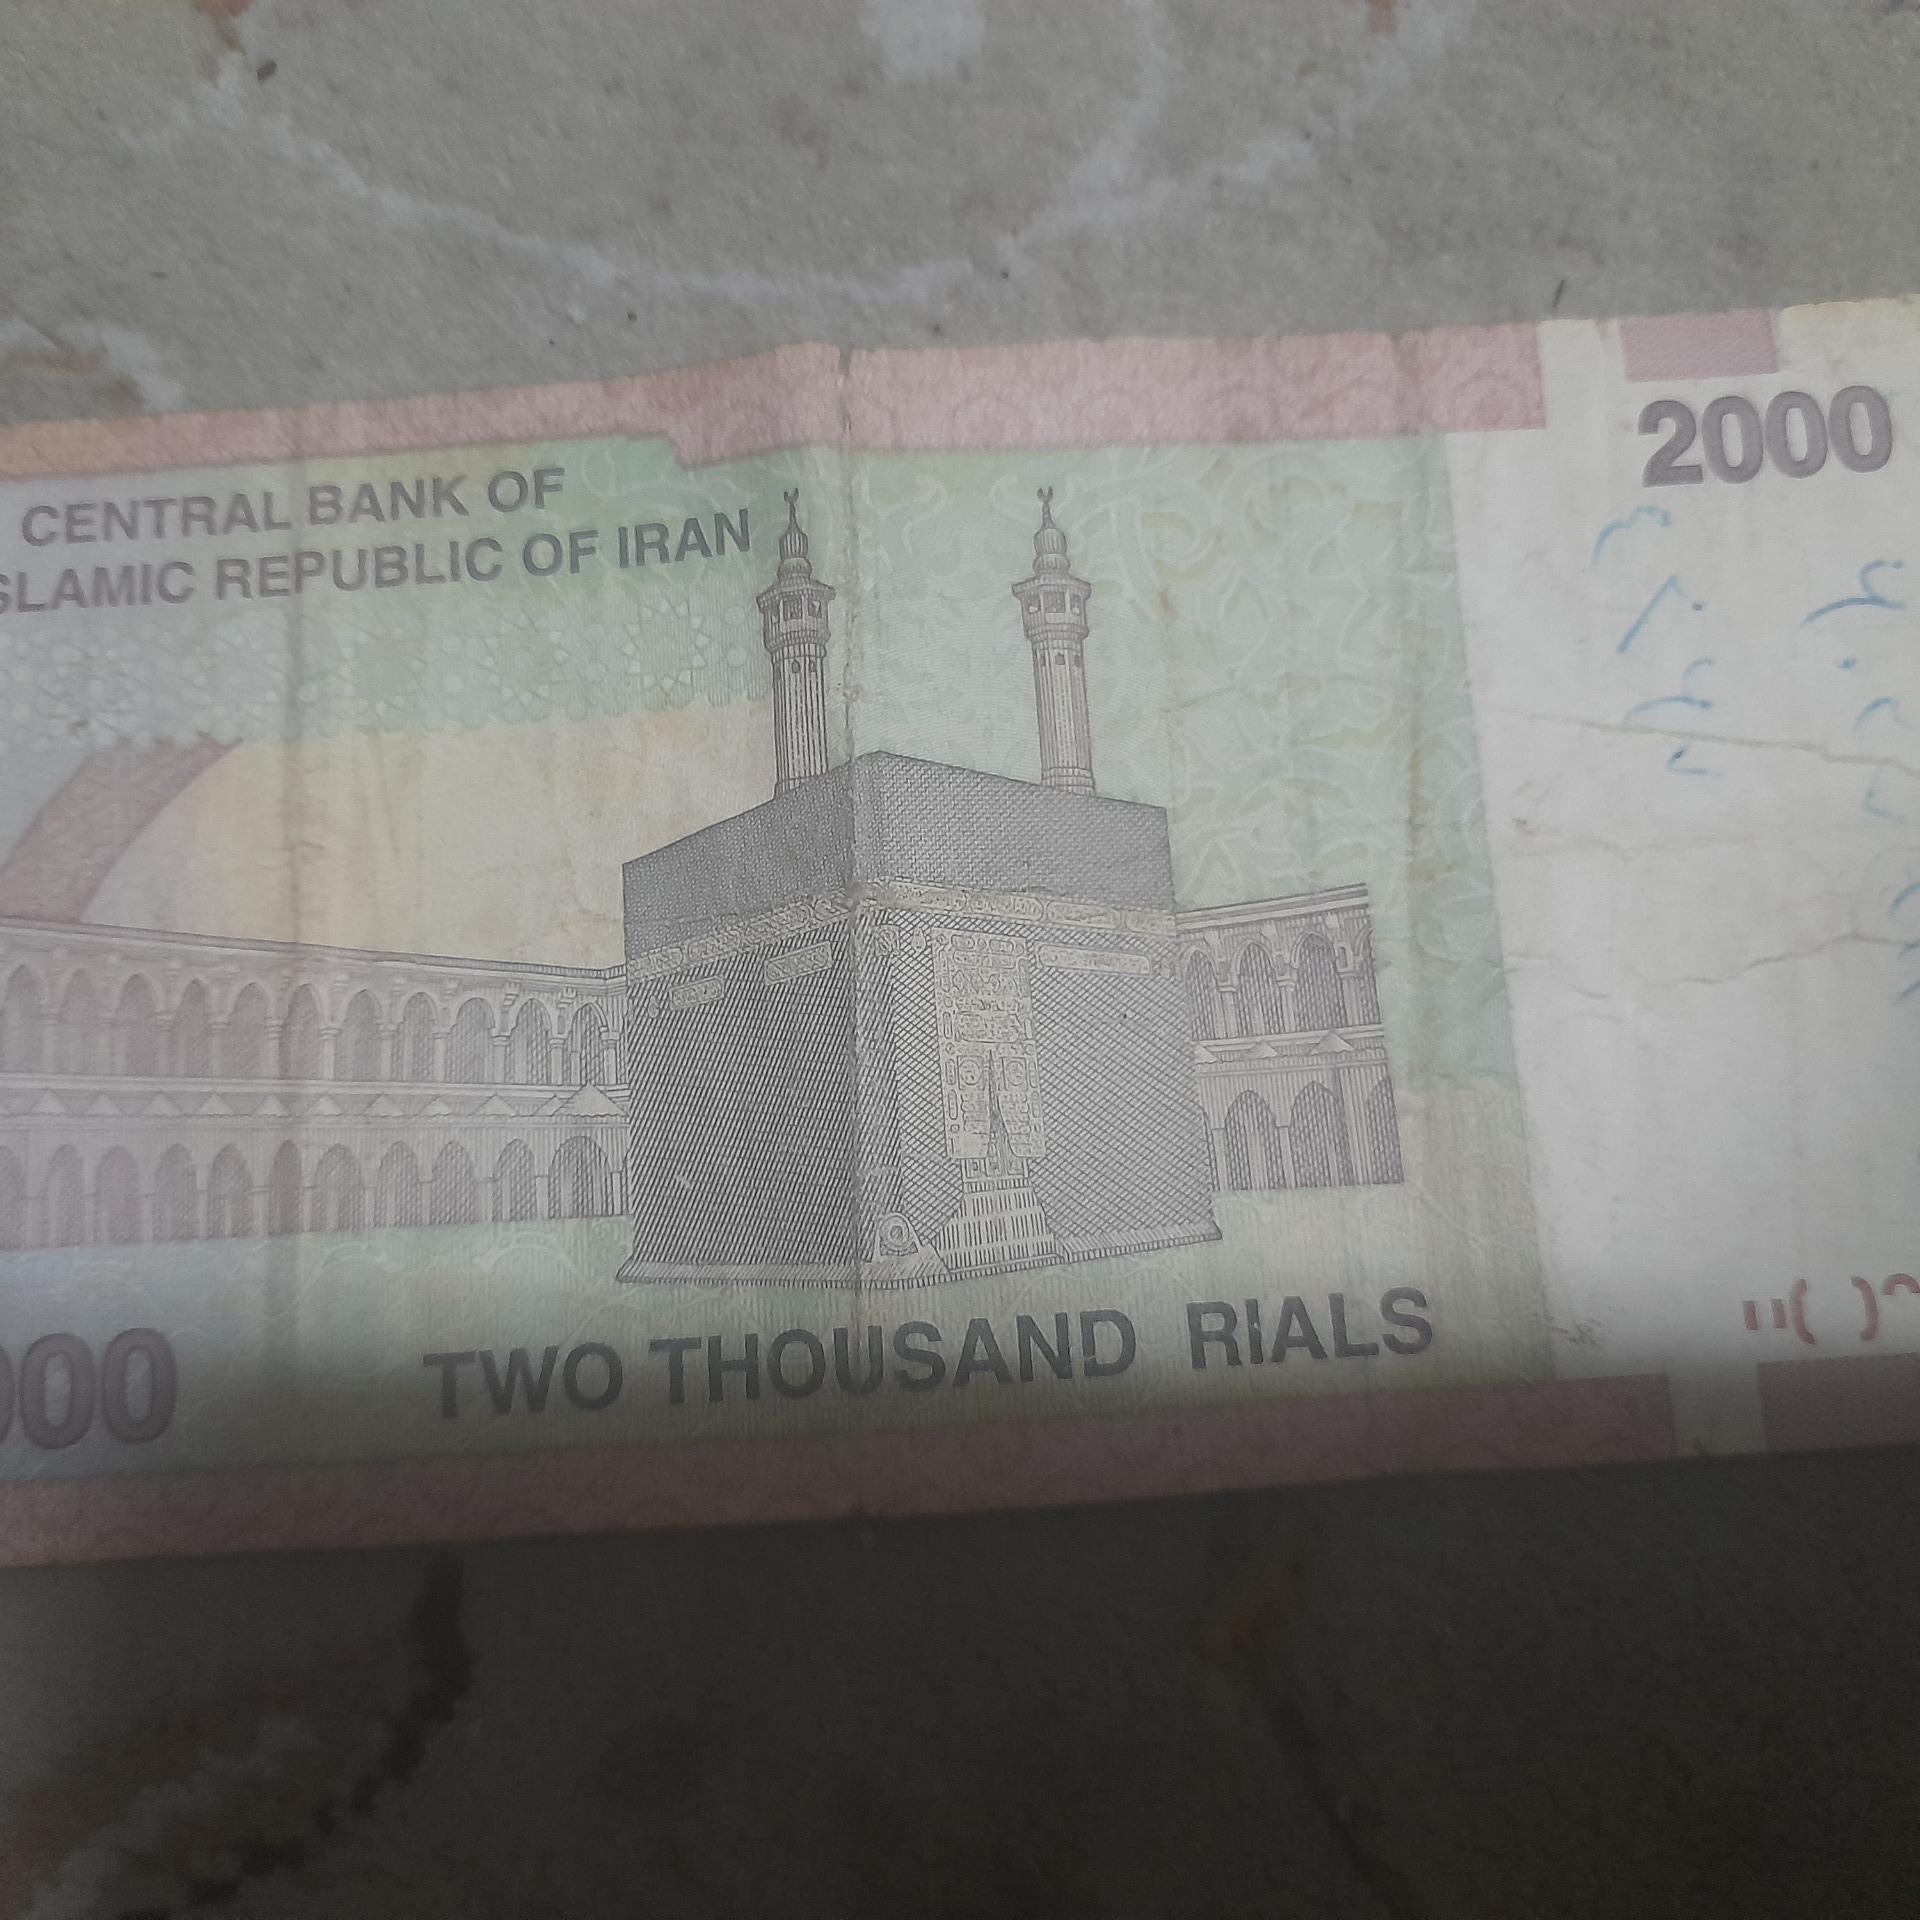 2000
CENTRAL BANK OF
SLAMIC REPUBLIC OF IRAN
000
TWO THOUSAND RIALS